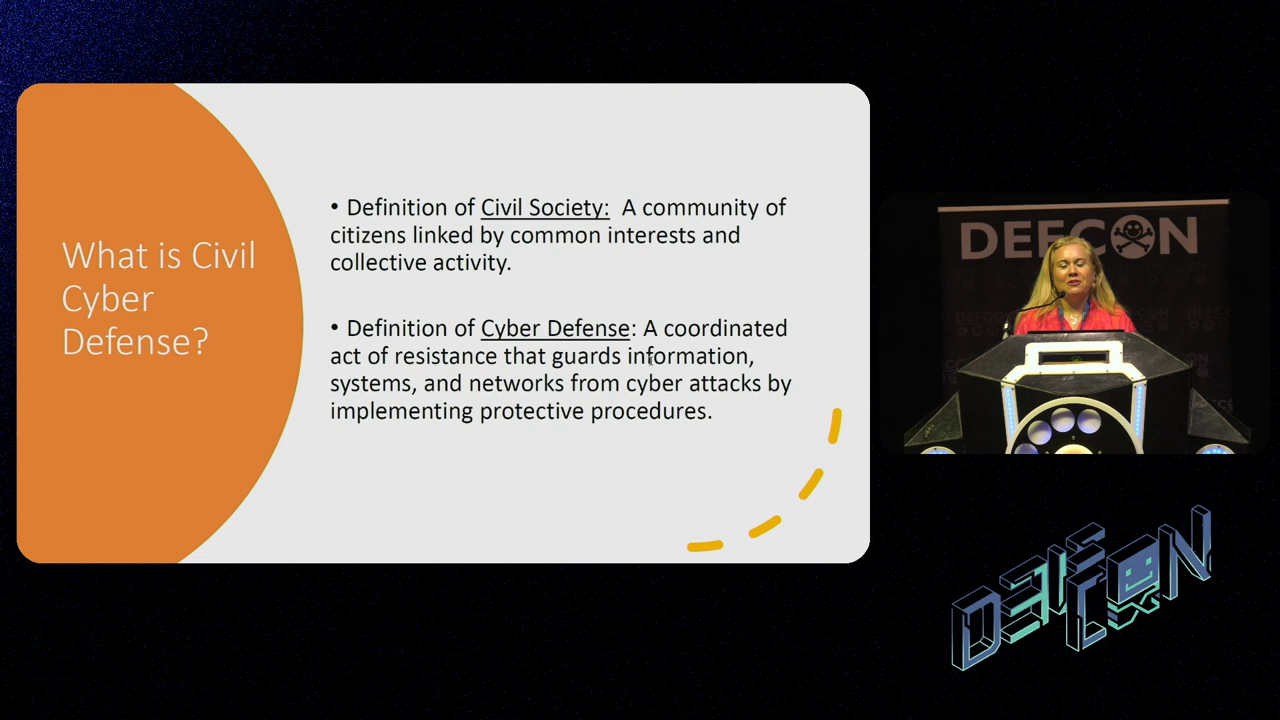 What is Civil
Cyber
Defense?
• Definition of Civil Society:  A community of
citizens linked by common interests and
collective activity.
• Definition of Cyber Defense: A coordinated
act of resistance that guards information,
systems, and networks from cyber attacks by
implementing protective procedures.
DEFCON
DEFCON